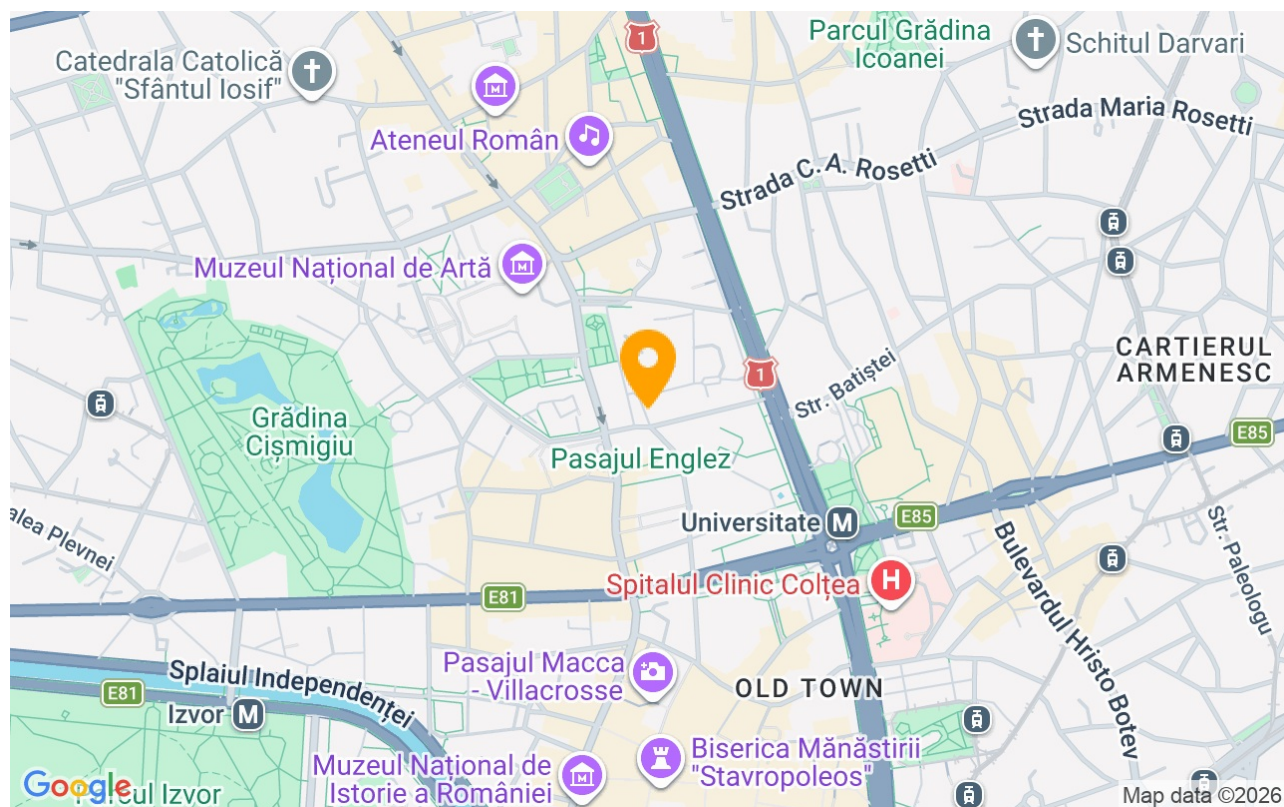 1
Parcul Grădina
Icoanei
Schitul Darvari
Catedrala Catolică
"Sfântul Iosif"
Strada Maria Rosetti
Ateneul Român
Strada C. A. Rosetti
Muzeul Național de Artă
CARTIERUL
ARMENESC
1
Str. Batiștei
Grădina
Cișmigiu
E85
Pasajul Englez
alea Plevnei
Universitate M
E85
Str. Paleologu
Bulevardul Hristo Botev
Spitalul Clinic Colțea
H
E81
Pasajul Macca
- Villacrosse
OLD TOWN
Splaiul Independenței
E81
Izvor M
Biserica Mănăstirii
"Stavropoleos"
Muzeul Național de
Istorie a României
Google
rcul Izvor
Map data ©2026